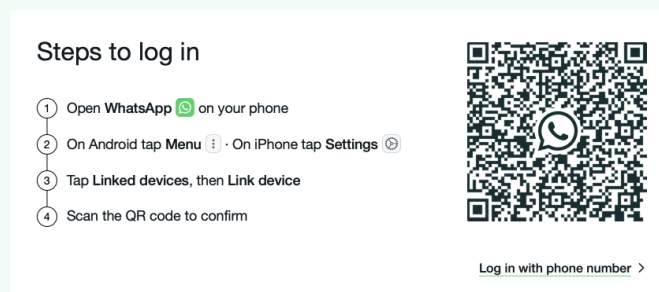 Steps to log in
1 Open WhatsApp on your phone
2 On Android tap Menu · On iPhone tap Settings
3 Tap Linked devices, then Link device
4 Scan the QR code to confirm
Log in with phone number